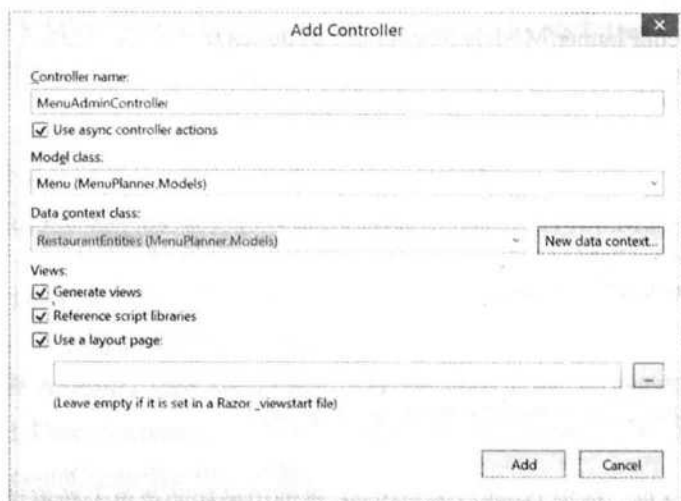 Add Controller
Controller name:
MenuAdminController
Use async controller actions
Model class:
Menu (MenuPlanner.Models)
Data context class:
RestaurantEntities (MenuPlanner.Models)
New data context...
Views:
Generate views
Reference script libraries
Use a layout page:
...
(Leave empty if it is set in a Razor _viewstart file)
Add
Cancel